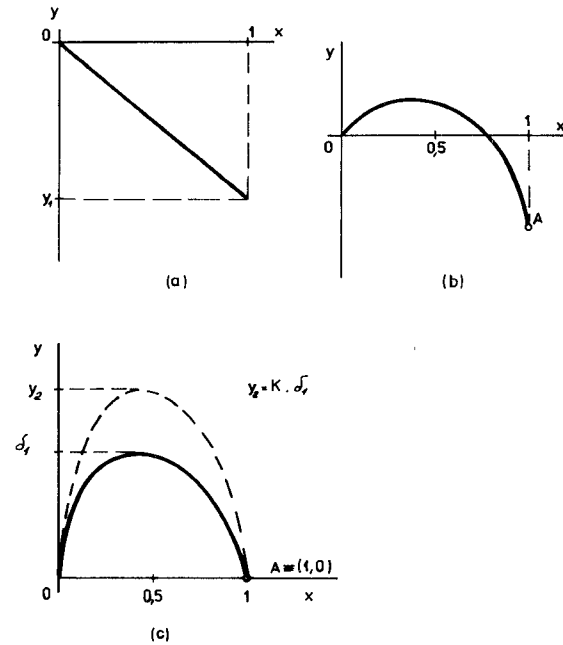 y
0
1
x
y₁
(a)
y
1
x
0
0,5
A
(b)
y
y₂
y₂ = K . δ₁
δ₁
A ≡ (1,0)
0
0,5
1
x
(c)